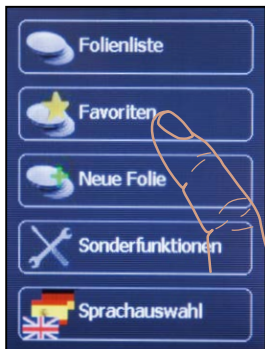 Folienliste
Favoriten
Neue Folie
Sonderfunktionen
Sprachauswahl